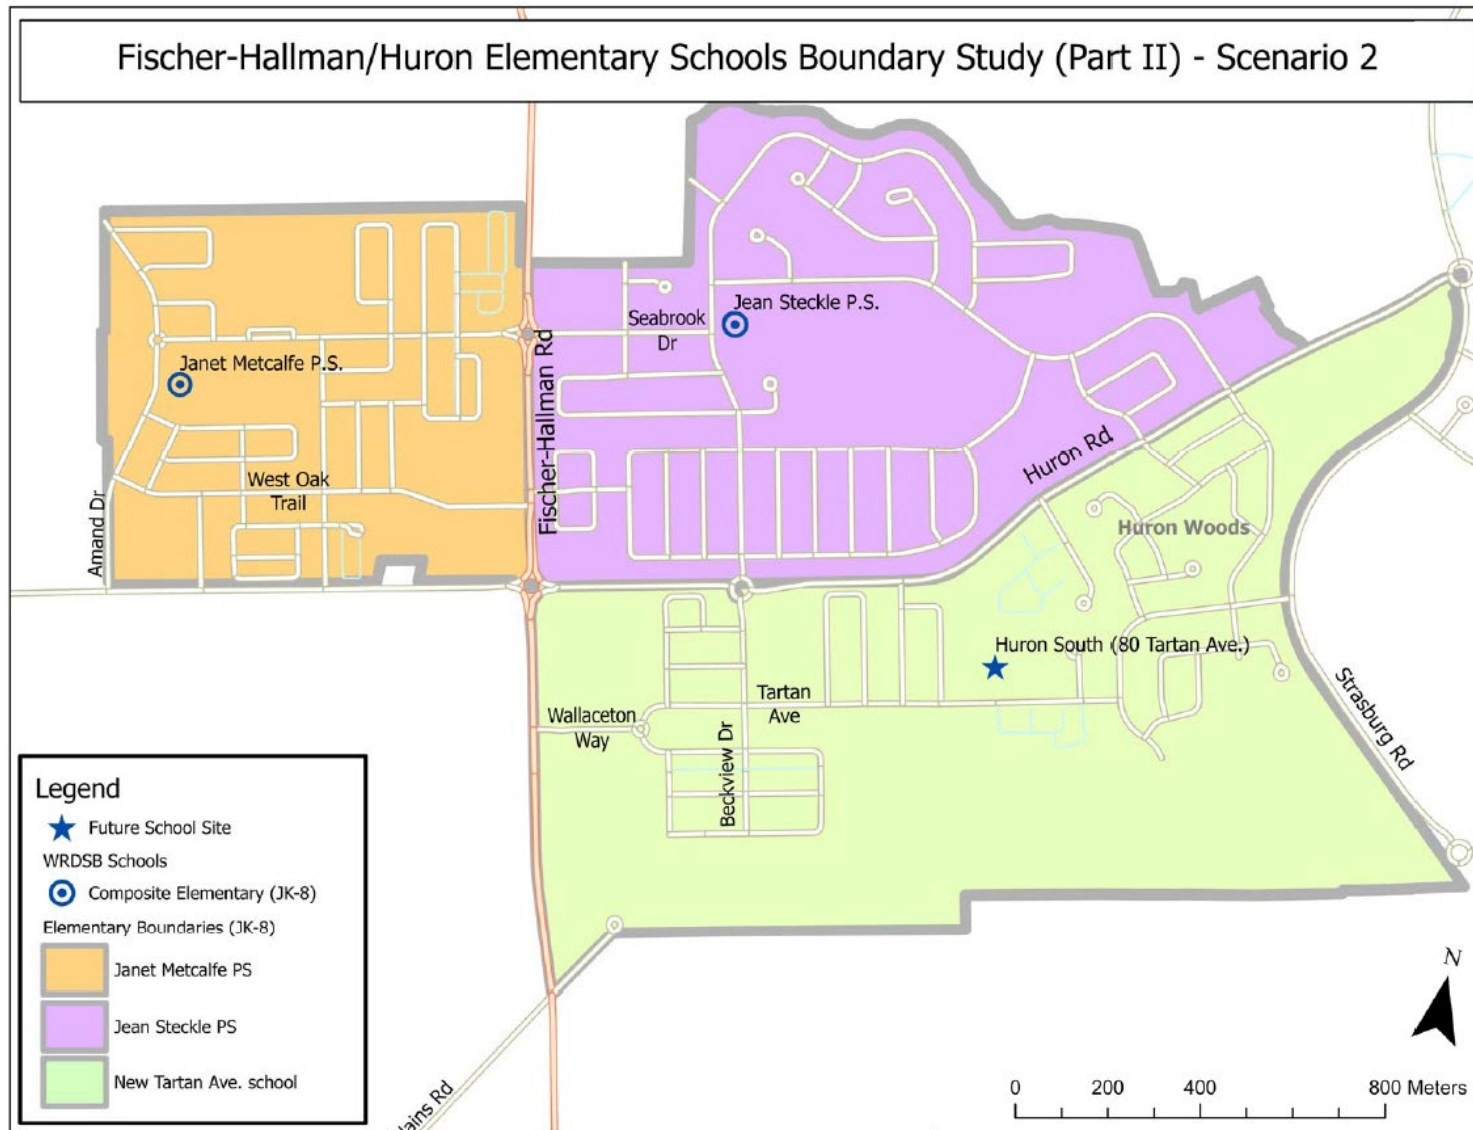 Fischer-Hallman/Huron Elementary Schools Boundary Study (Part II) - Scenario 2
Jean Steckle P.S.
Seabrook
Dr
Janet Metcalfe P.S.
Fischer-Hallman Rd
Huron Rd
West Oak
Trail
Amand Dr
Huron Woods
Huron South (80 Tartan Ave.)
Tartan
Ave
Wallaceton
Way
Beckview Dr
Strasburg Rd
Legend
Future School Site
WRDSB Schools
Composite Elementary (JK-8)
Elementary Boundaries (JK-8)
Janet Metcalfe PS
Jean Steckle PS
New Tartan Ave. school
lains Rd
N
0 200 400 800 Meters